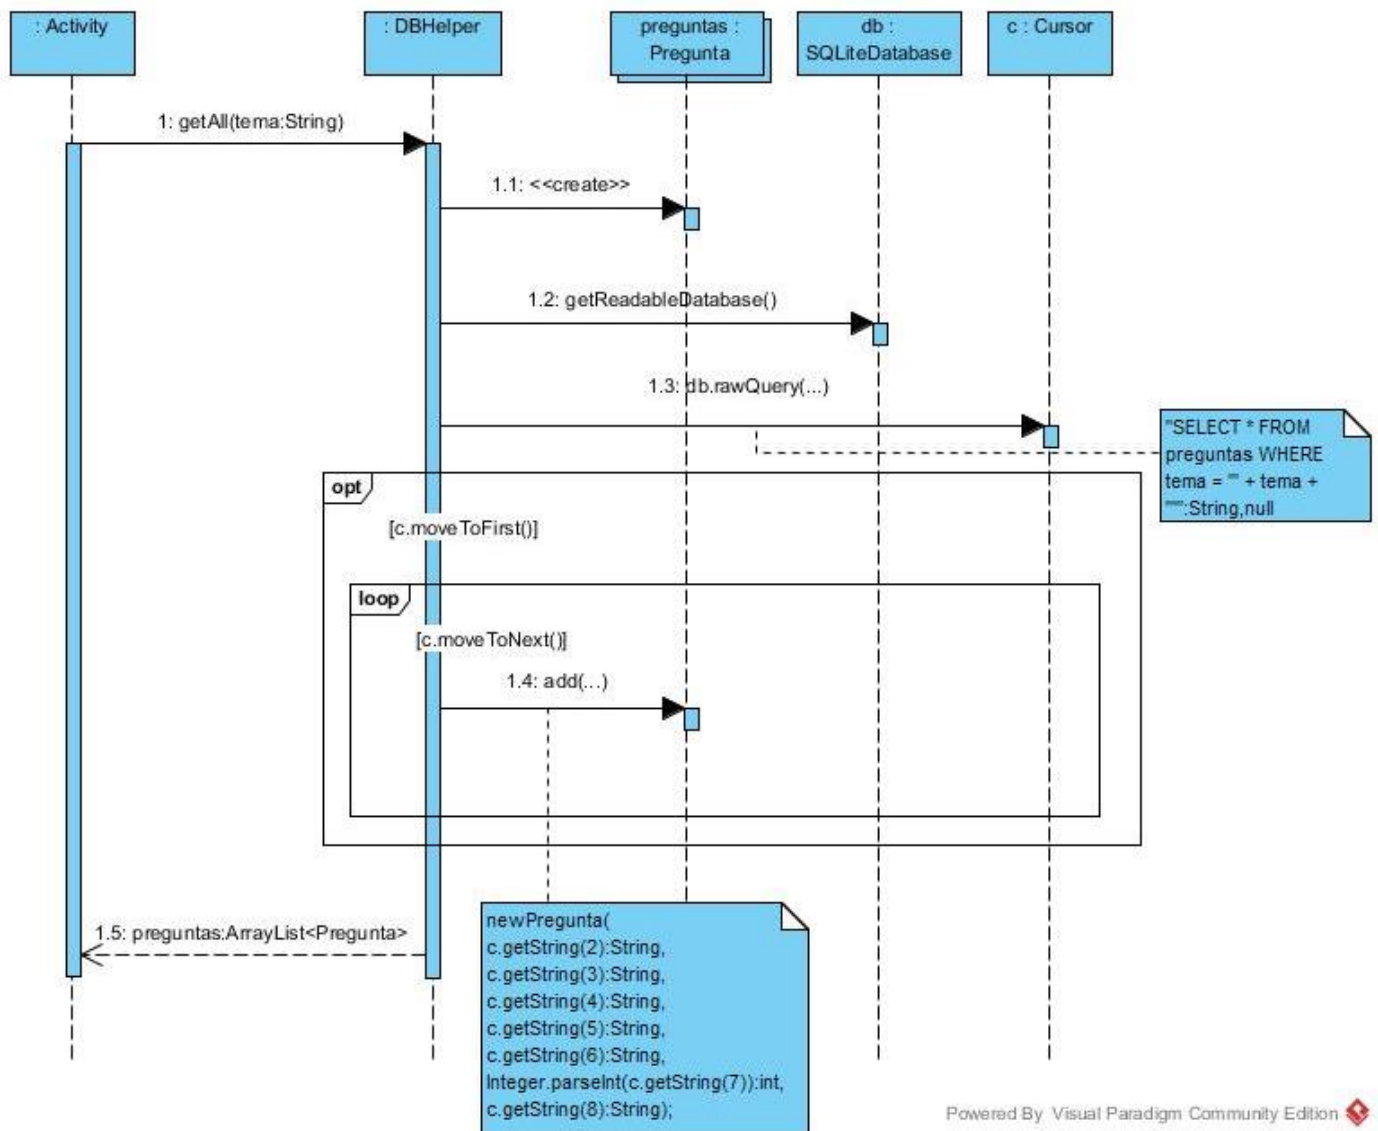 : Activity
: DBHelper
preguntas :
Pregunta
db :
SQLiteDatabase
c : Cursor
1: getAll(tema:String)
1.1: <<create>>
1.2: getReadableDatabase()
1.3: db.rawQuery(...)
"SELECT * FROM
preguntas WHERE
tema = '" + tema +
"'":String,null
opt
[c.moveToFirst()]
loop
[c.moveToNext()]
1.4: add(...)
1.5: preguntas:ArrayList<Pregunta>
newPregunta(
c.getString(2):String,
c.getString(3):String,
c.getString(4):String,
c.getString(5):String,
c.getString(6):String,
Integer.parseInt(c.getString(7)):int,
c.getString(8):String);
Powered By Visual Paradigm Community Edition